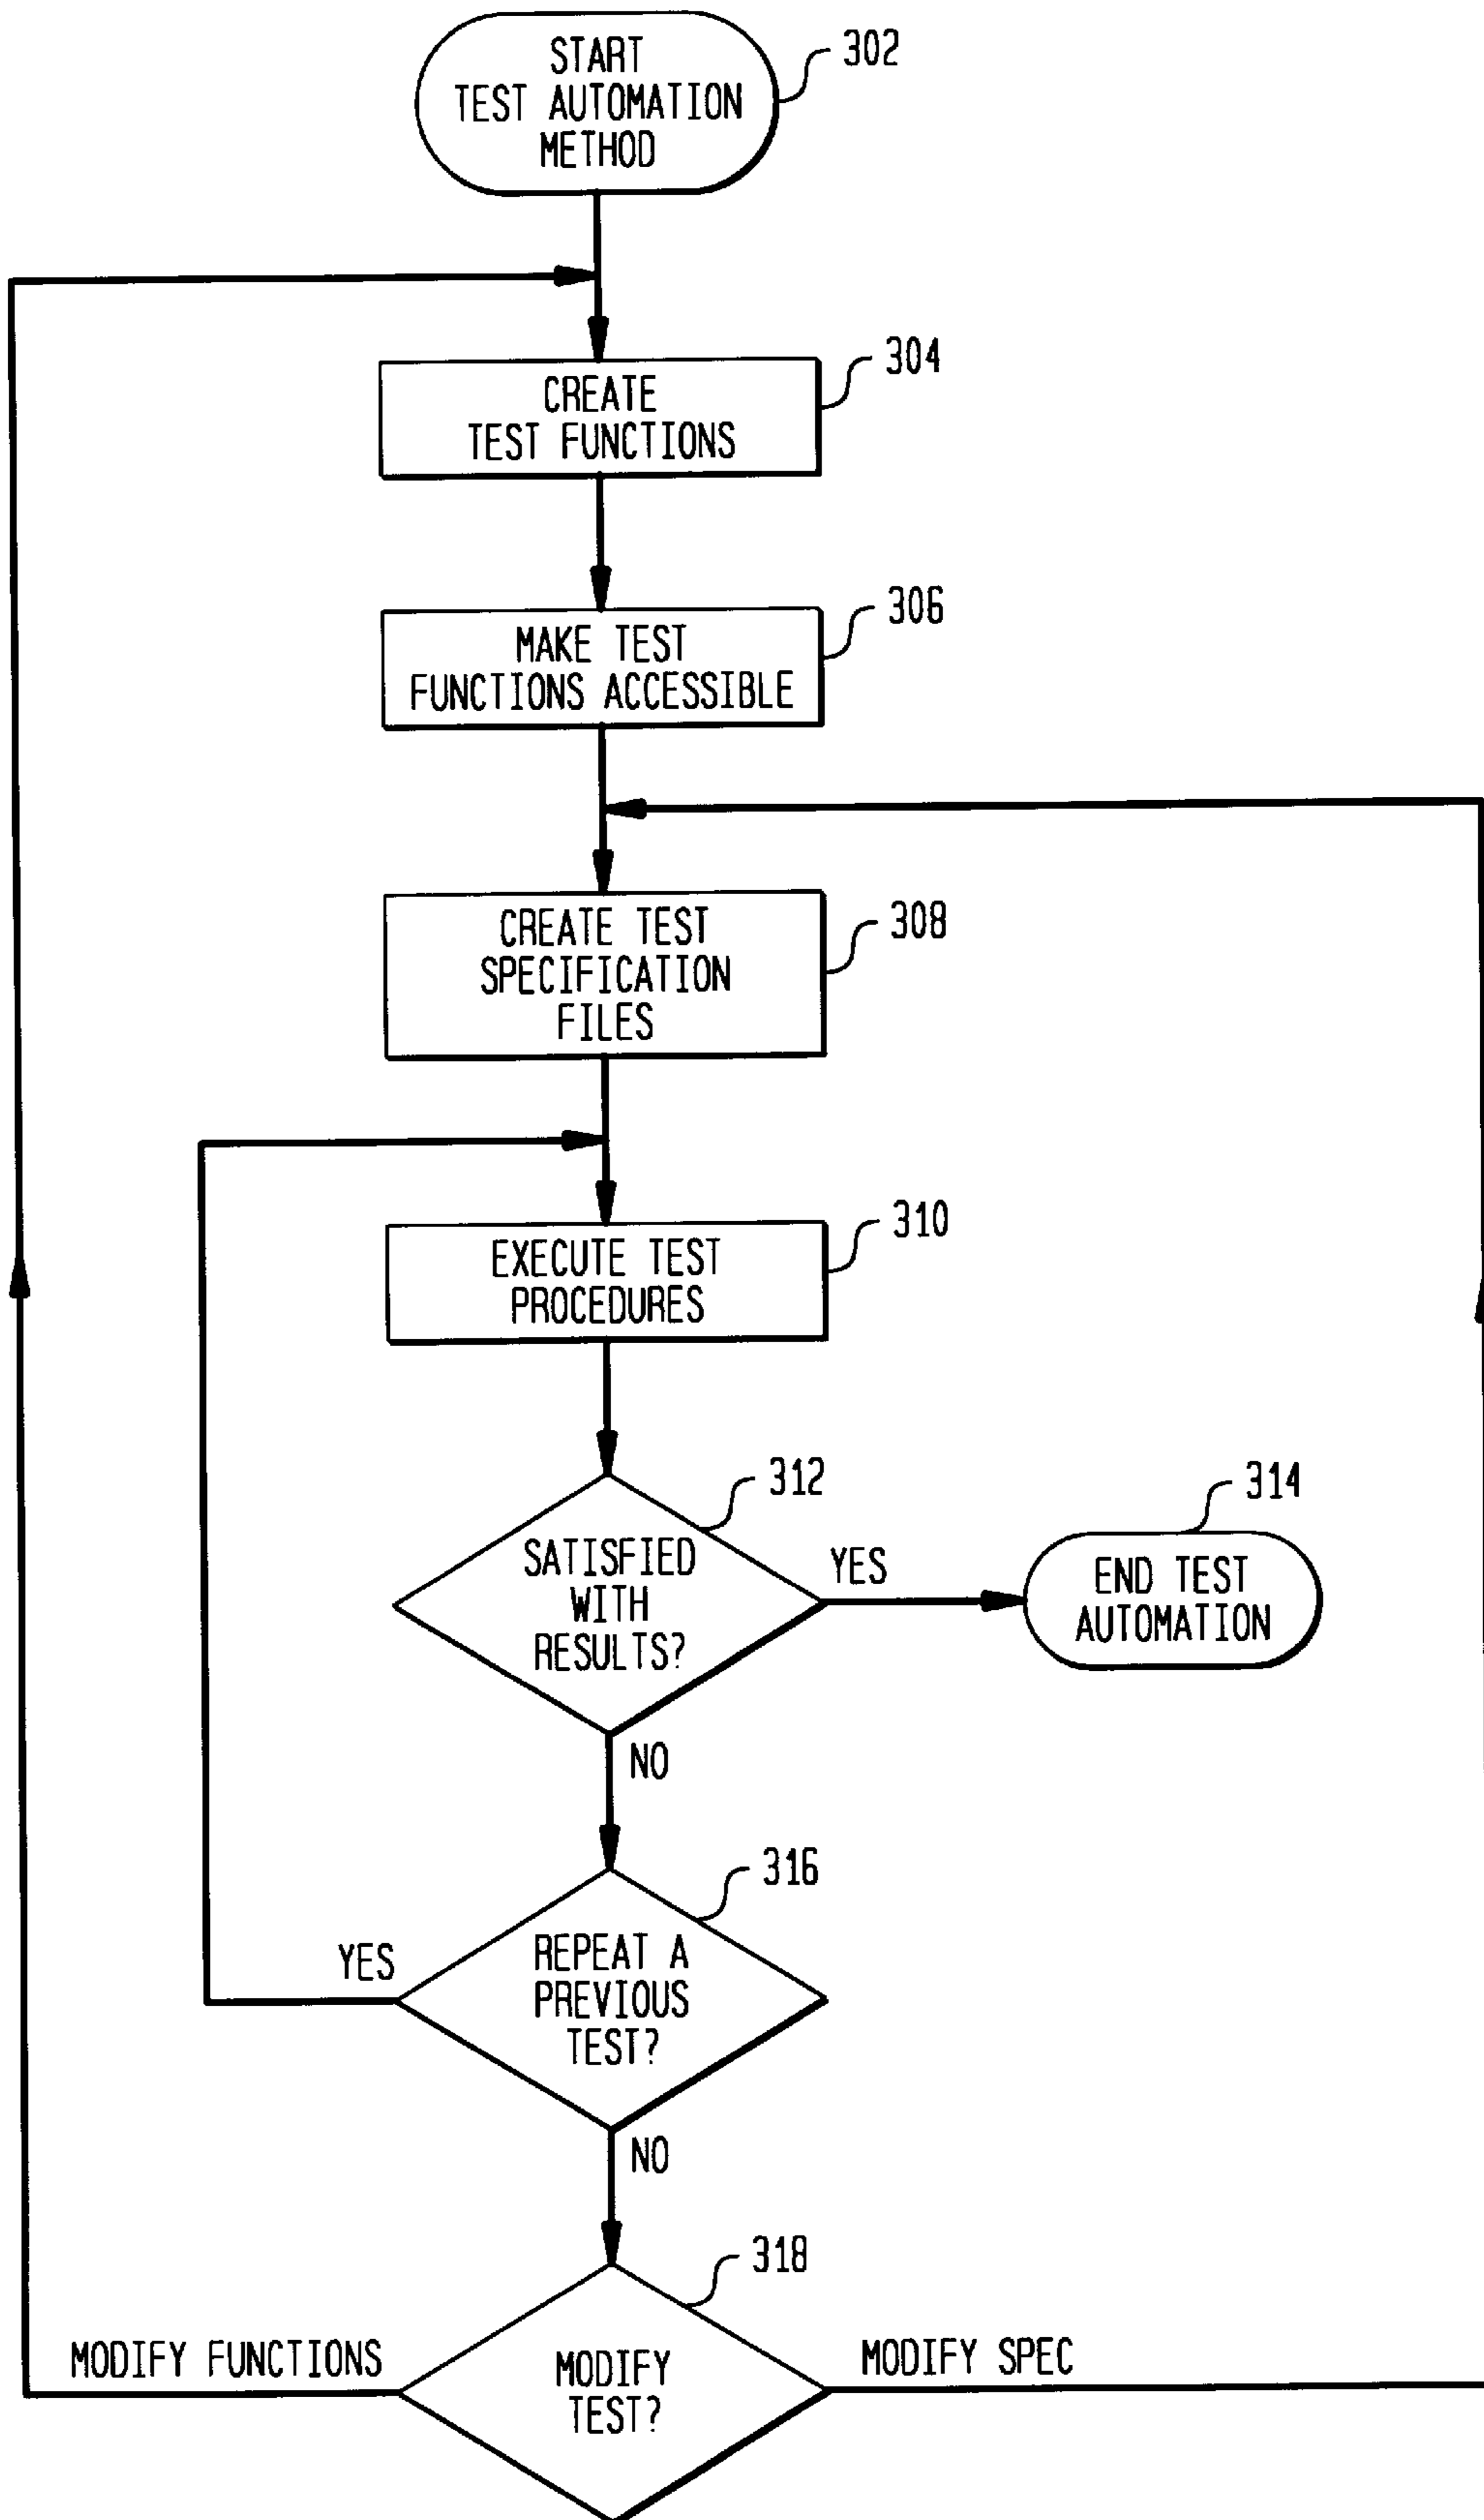 START
TEST AUTOMATION
METHOD
302
CREATE
TEST FUNCTIONS
304
MAKE TEST
FUNCTIONS ACCESSIBLE
306
CREATE TEST
SPECIFICATION
FILES
308
EXECUTE TEST
PROCEDURES
310
SATISFIED
WITH
RESULTS?
312
YES
END TEST
AUTOMATION
314
NO
REPEAT A
PREVIOUS
TEST?
316
YES
NO
MODIFY
TEST?
318
MODIFY FUNCTIONS
MODIFY SPEC